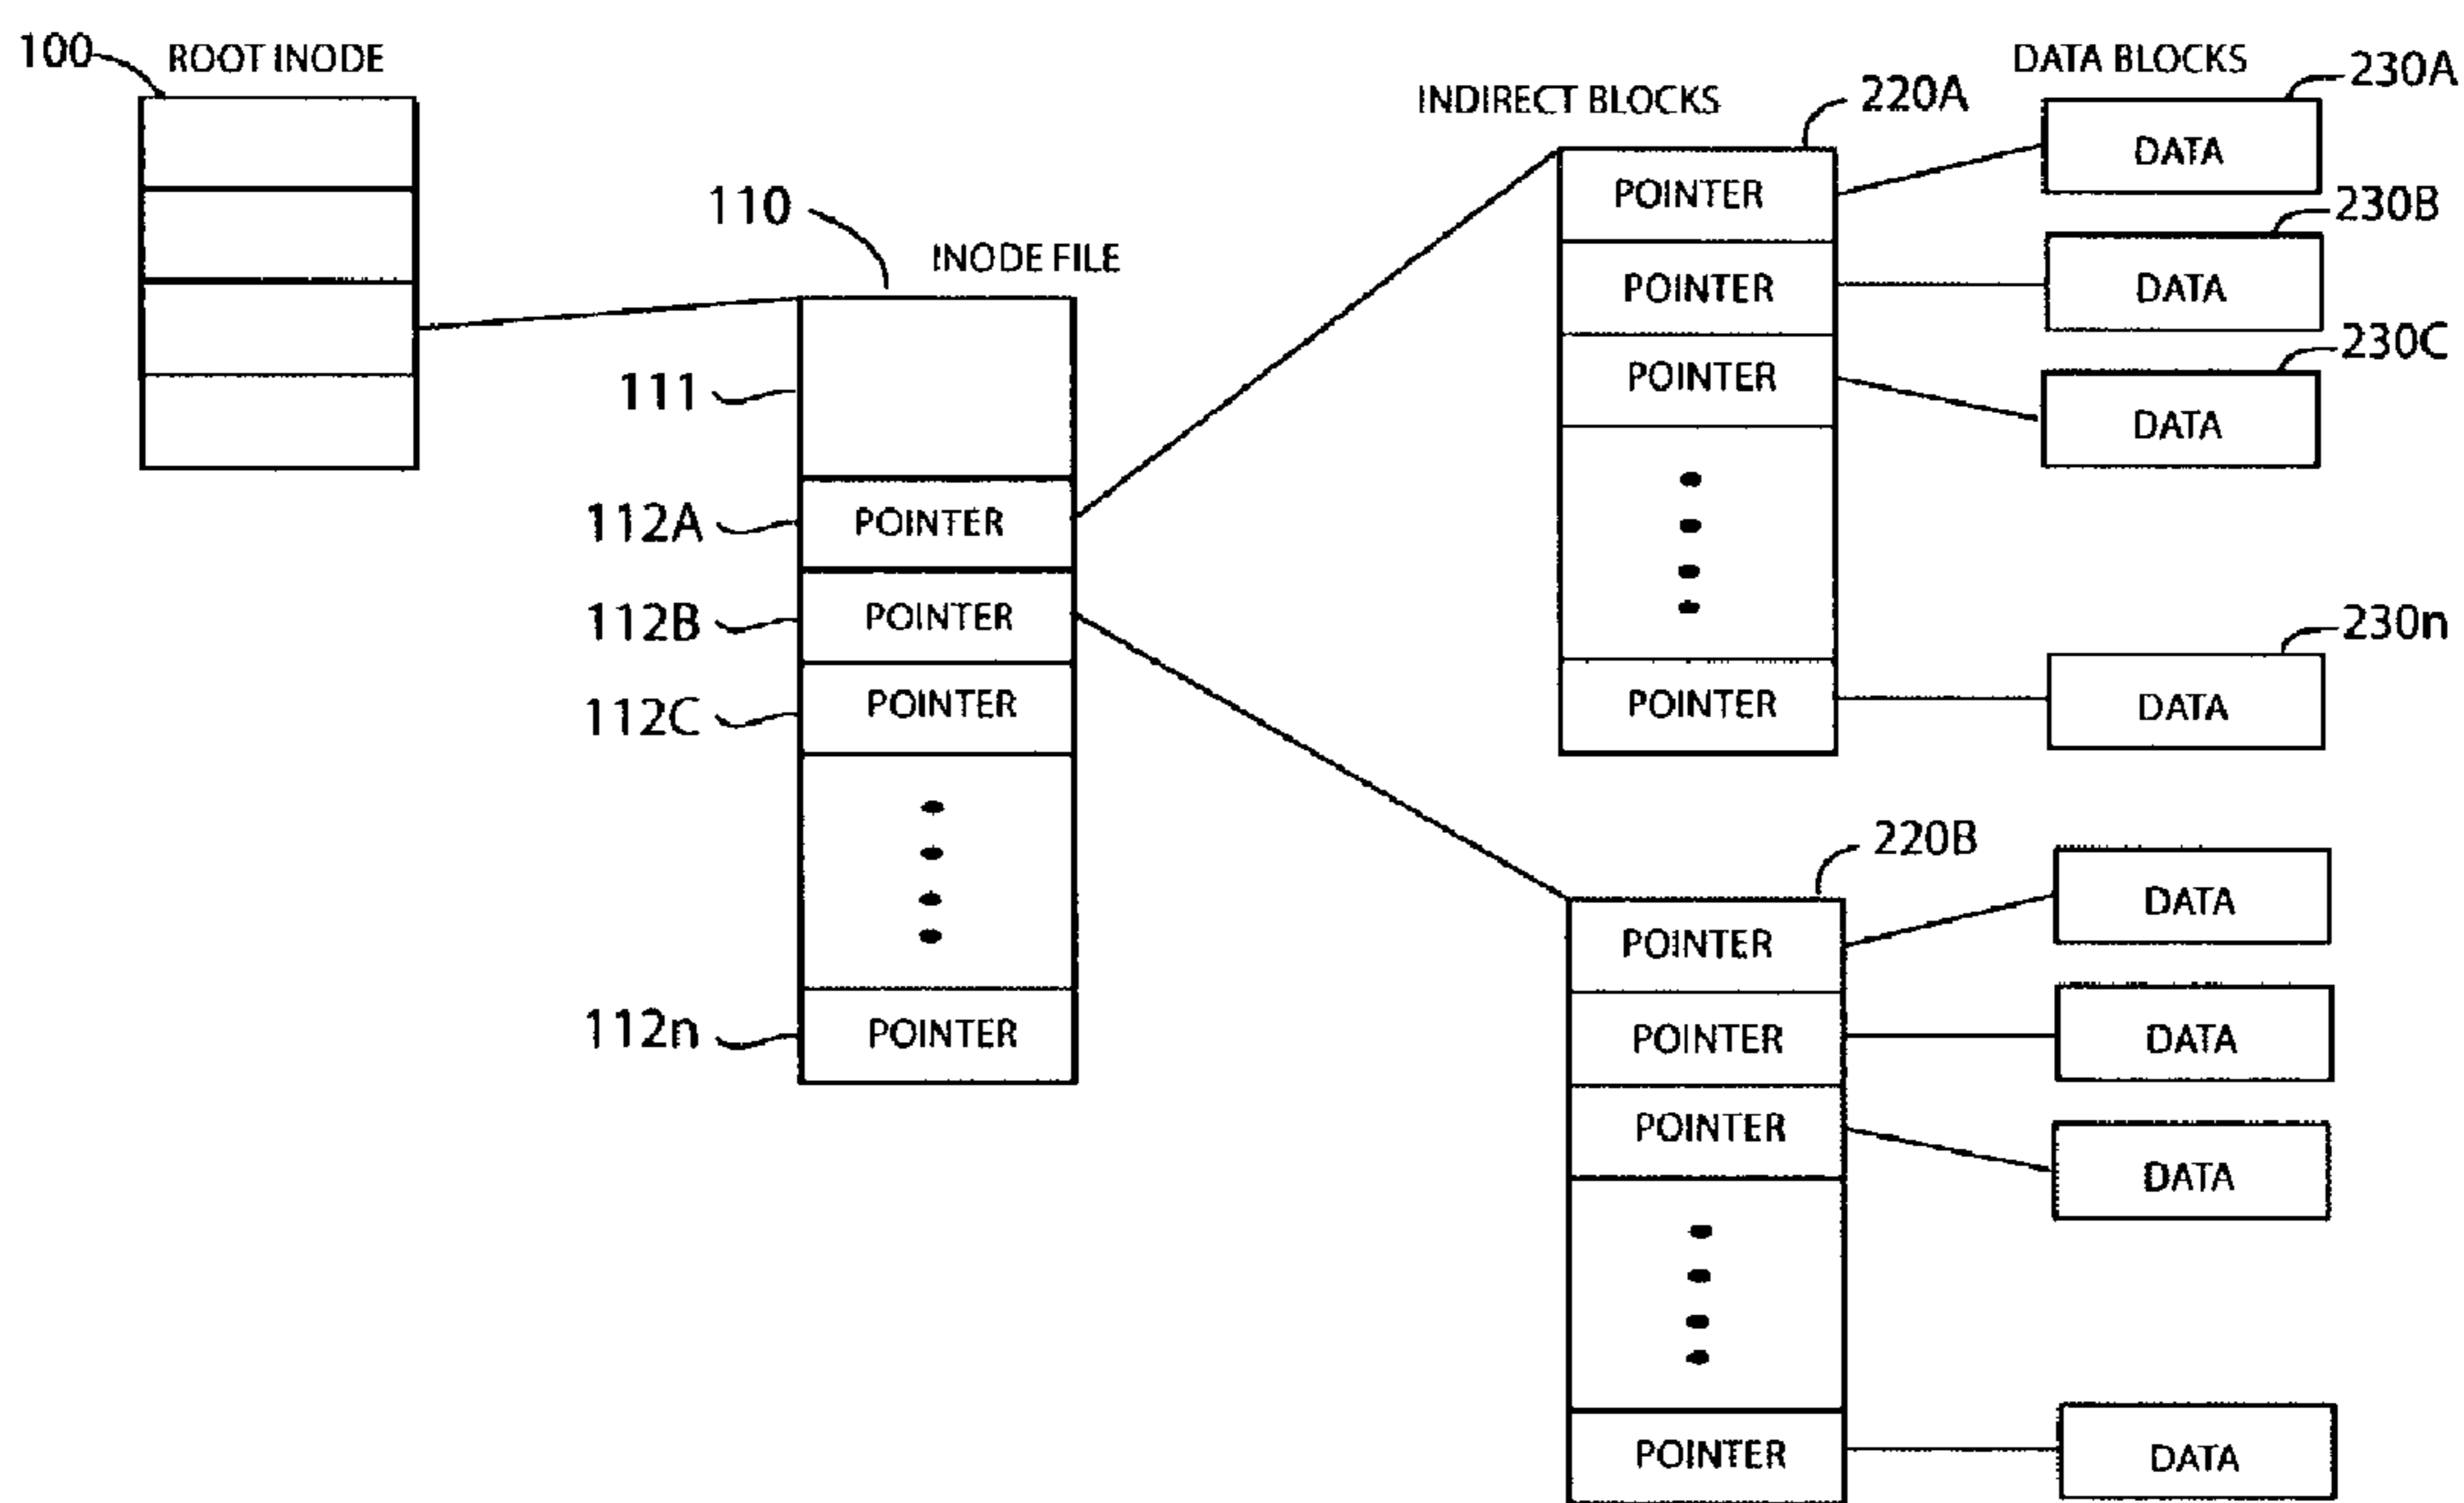 100
ROOT INODE
110
INODE FILE
111
112A
POINTER
112B
POINTER
112C
POINTER
112n
POINTER
INDIRECT BLOCKS
220A
DATA BLOCKS
230A
POINTER
DATA
230B
POINTER
DATA
230C
POINTER
DATA
230n
POINTER
DATA
220B
POINTER
DATA
POINTER
DATA
POINTER
DATA
POINTER
DATA